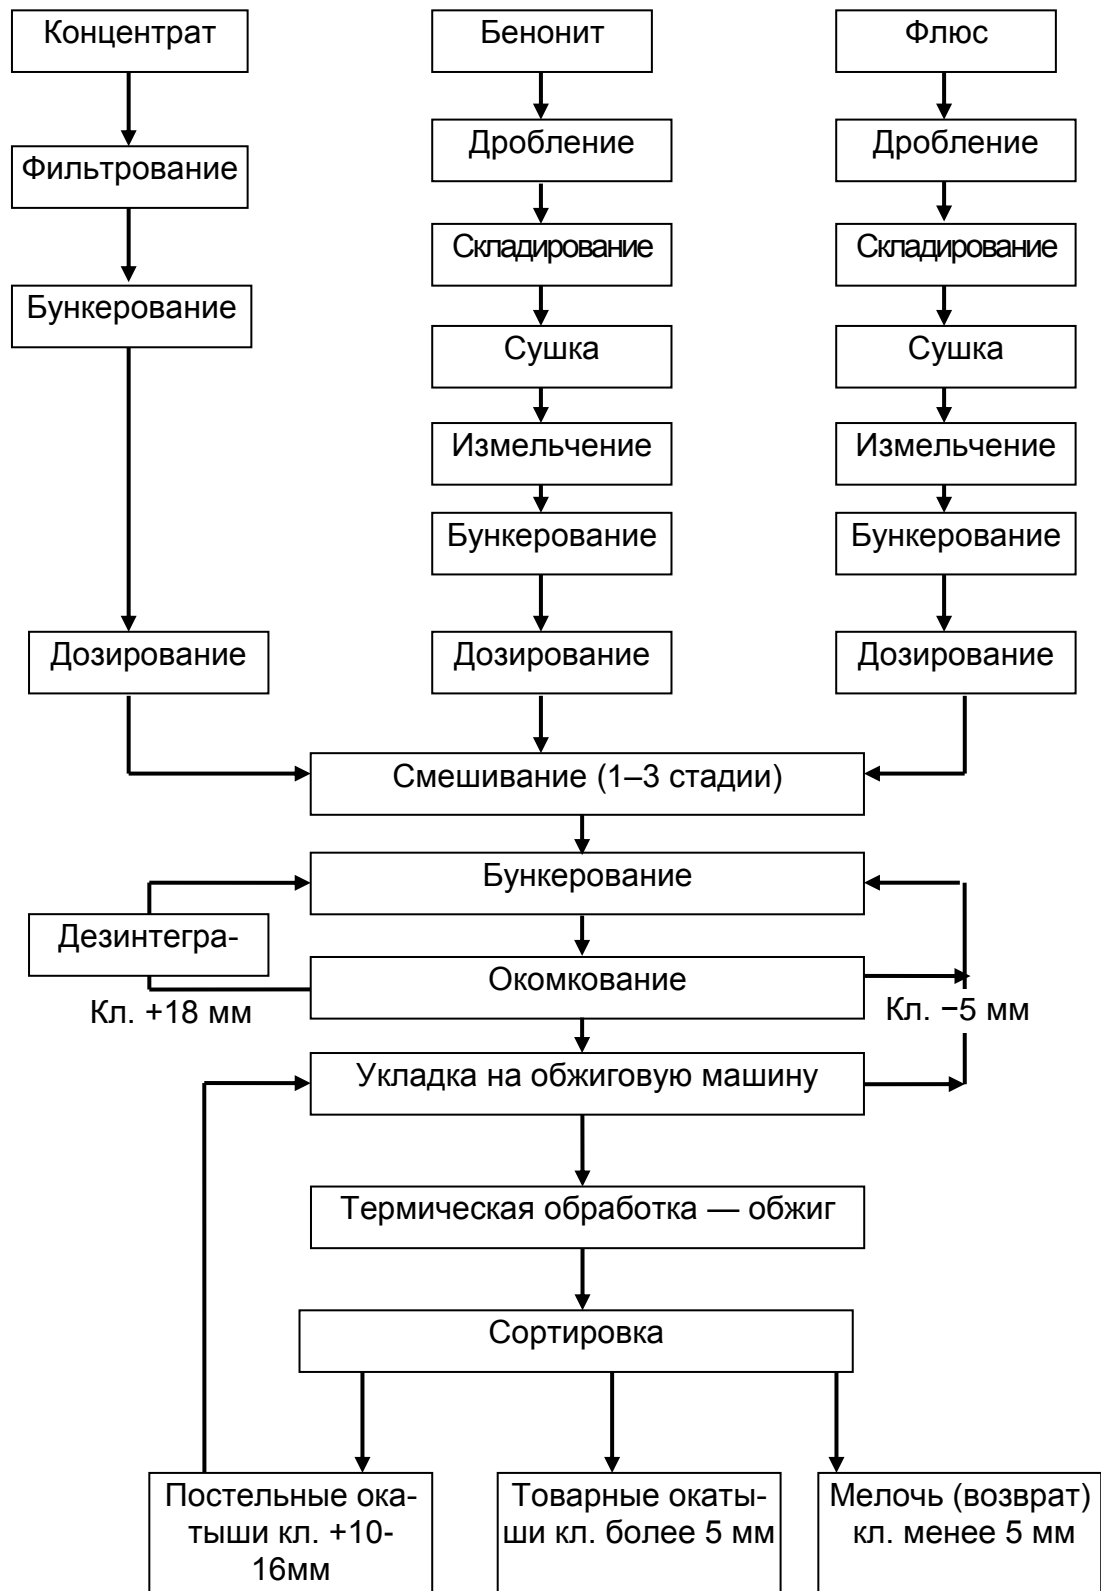 Концентрат
Бенонит
Флюс
Дробление
Дробление
Фильтрование
Складирование
Складирование
Бункерование
Сушка
Сушка
Измельчение
Измельчение
Бункерование
Бункерование
Дозирование
Дозирование
Дозирование
Смешивание (1–3 стадии)
Бункерование
Дезинтегра-
Окомкование
Кл. +18 мм
Кл. −5 мм
Укладка на обжиговую машину
Термическая обработка — обжиг
Сортировка
Постельные ока-
тыши кл. +10-
16мм
Товарные окаты-
ши кл. более 5 мм
Мелочь (возврат)
кл. менее 5 мм